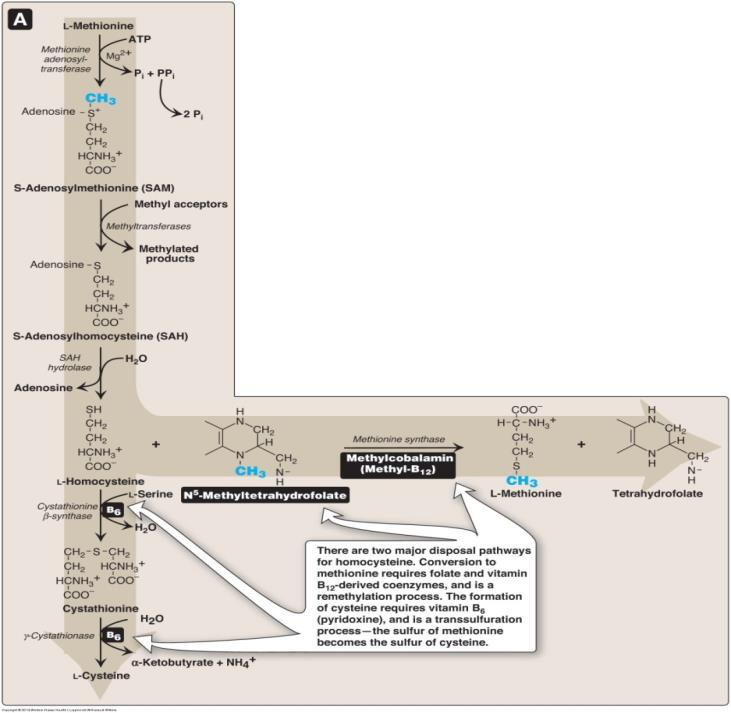 A
L-Methionine
ATP
Methionine
adenosyl-
transferase
Mg2+
Pi + PPi
2 Pi
CH3
Adenosine – S+
CH2
CH2
HCNH3+
COO–
S-Adenosylmethionine (SAM)
Methyl acceptors
Methyltransferases
Methylated
products
Adenosine – S
CH2
CH2
HCNH3+
COO–
S-Adenosylhomocysteine (SAH)
SAH
hydrolase
H2O
Adenosine
SH
CH2
CH2
HCNH3+
COO–
L-Homocysteine
+
H
N
CH2
H
N
CH2
CH3
N–
H
N5-Methyltetrahydrofolate
Methionine synthase
Methylcobalamin
(Methyl-B12)
COO–
H–C–NH3+
CH2
CH2
S
CH3
L-Methionine
+
H
N
CH2
H
N
H
CH2
N–
H
Tetrahydrofolate
L-Serine
Cystathionine
β-synthase
B6
H2O
CH2–S–CH2
CH2 HCNH3+
HCNH3+ COO–
COO–
Cystathionine
H2O
γ-Cystathionase
B6
α-Ketobutyrate + NH4+
L-Cysteine
There are two major disposal pathways
for homocysteine. Conversion to
methionine requires folate and vitamin
B12-derived coenzymes, and is a
remethylation process. The formation
of cysteine requires vitamin B6
(pyridoxine), and is a transsulfuration
process—the sulfur of methionine
becomes the sulfur of cysteine.